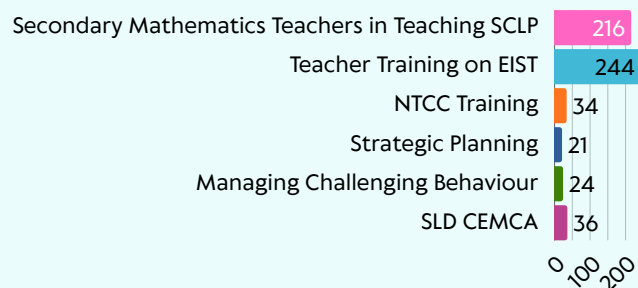 Secondary Mathematics Teachers in Teaching SCLP 216
Teacher Training on EIST 244
NTCC Training 34
Strategic Planning 21
Managing Challenging Behaviour 24
SLD CEMCA 36
0 100 200